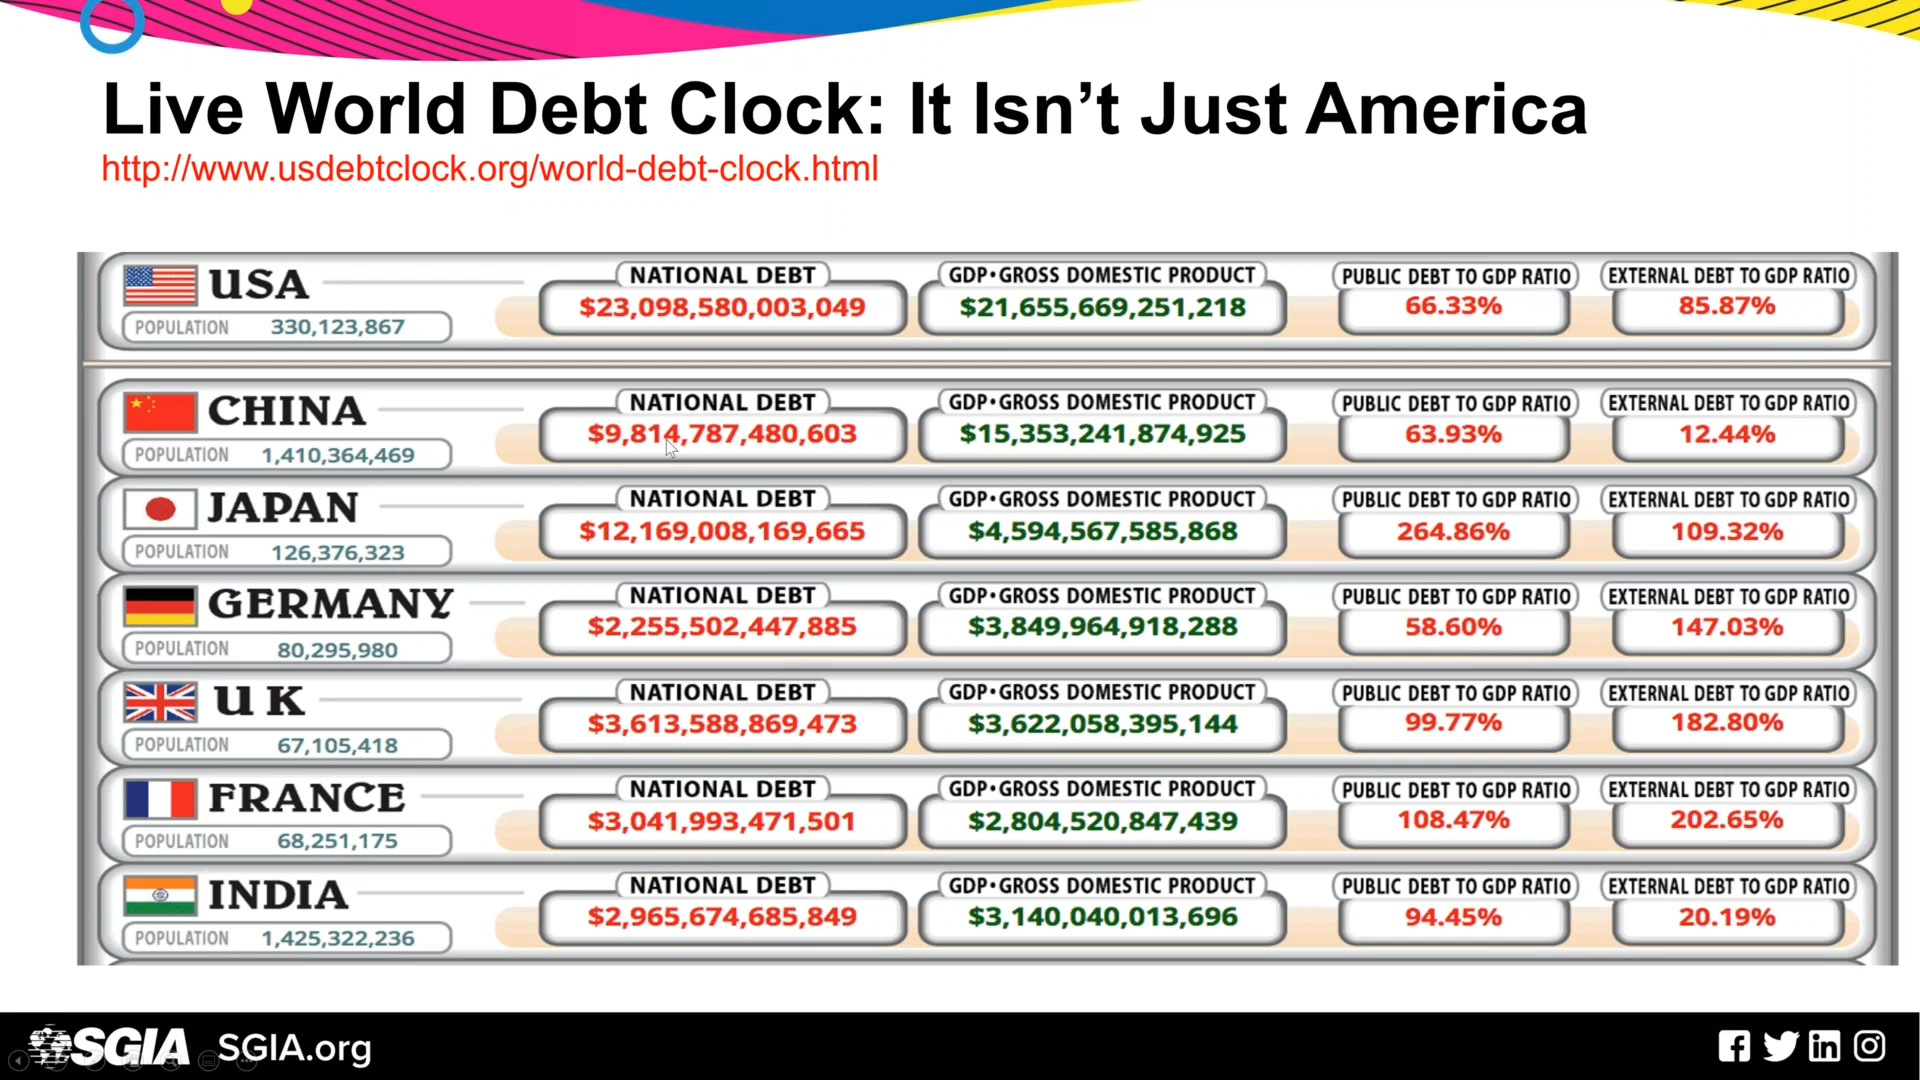 Live World Debt Clock: It Isn't Just America
http://www.usdebtclock.org/world-debt-clock.html
USA NATIONAL DEBT GDP•GROSS DOMESTIC PRODUCT PUBLIC DEBT TO GDP RATIO EXTERNAL DEBT TO GDP RATIO
POPULATION 330,123,867 $23,098,580,003,049 $21,655,669,251,218 66.33% 85.87%
CHINA NATIONAL DEBT GDP•GROSS DOMESTIC PRODUCT PUBLIC DEBT TO GDP RATIO EXTERNAL DEBT TO GDP RATIO
POPULATION 1,410,364,469 $9,814,787,480,603 $15,353,241,874,925 63.93% 12.44%
JAPAN NATIONAL DEBT GDP•GROSS DOMESTIC PRODUCT PUBLIC DEBT TO GDP RATIO EXTERNAL DEBT TO GDP RATIO
POPULATION 126,376,323 $12,169,008,169,665 $4,594,567,585,868 264.86% 109.32%
GERMANY NATIONAL DEBT GDP•GROSS DOMESTIC PRODUCT PUBLIC DEBT TO GDP RATIO EXTERNAL DEBT TO GDP RATIO
POPULATION 80,295,980 $2,255,502,447,885 $3,849,964,918,288 58.60% 147.03%
UK NATIONAL DEBT GDP•GROSS DOMESTIC PRODUCT PUBLIC DEBT TO GDP RATIO EXTERNAL DEBT TO GDP RATIO
POPULATION 67,105,418 $3,613,588,869,473 $3,622,058,395,144 99.77% 182.80%
FRANCE NATIONAL DEBT GDP•GROSS DOMESTIC PRODUCT PUBLIC DEBT TO GDP RATIO EXTERNAL DEBT TO GDP RATIO
POPULATION 68,251,175 $3,041,993,471,501 $2,804,520,847,439 108.47% 202.65%
INDIA NATIONAL DEBT GDP•GROSS DOMESTIC PRODUCT PUBLIC DEBT TO GDP RATIO EXTERNAL DEBT TO GDP RATIO
POPULATION 1,425,322,236 $2,965,674,685,849 $3,140,040,013,696 94.45% 20.19%
SGIA SGIA.org